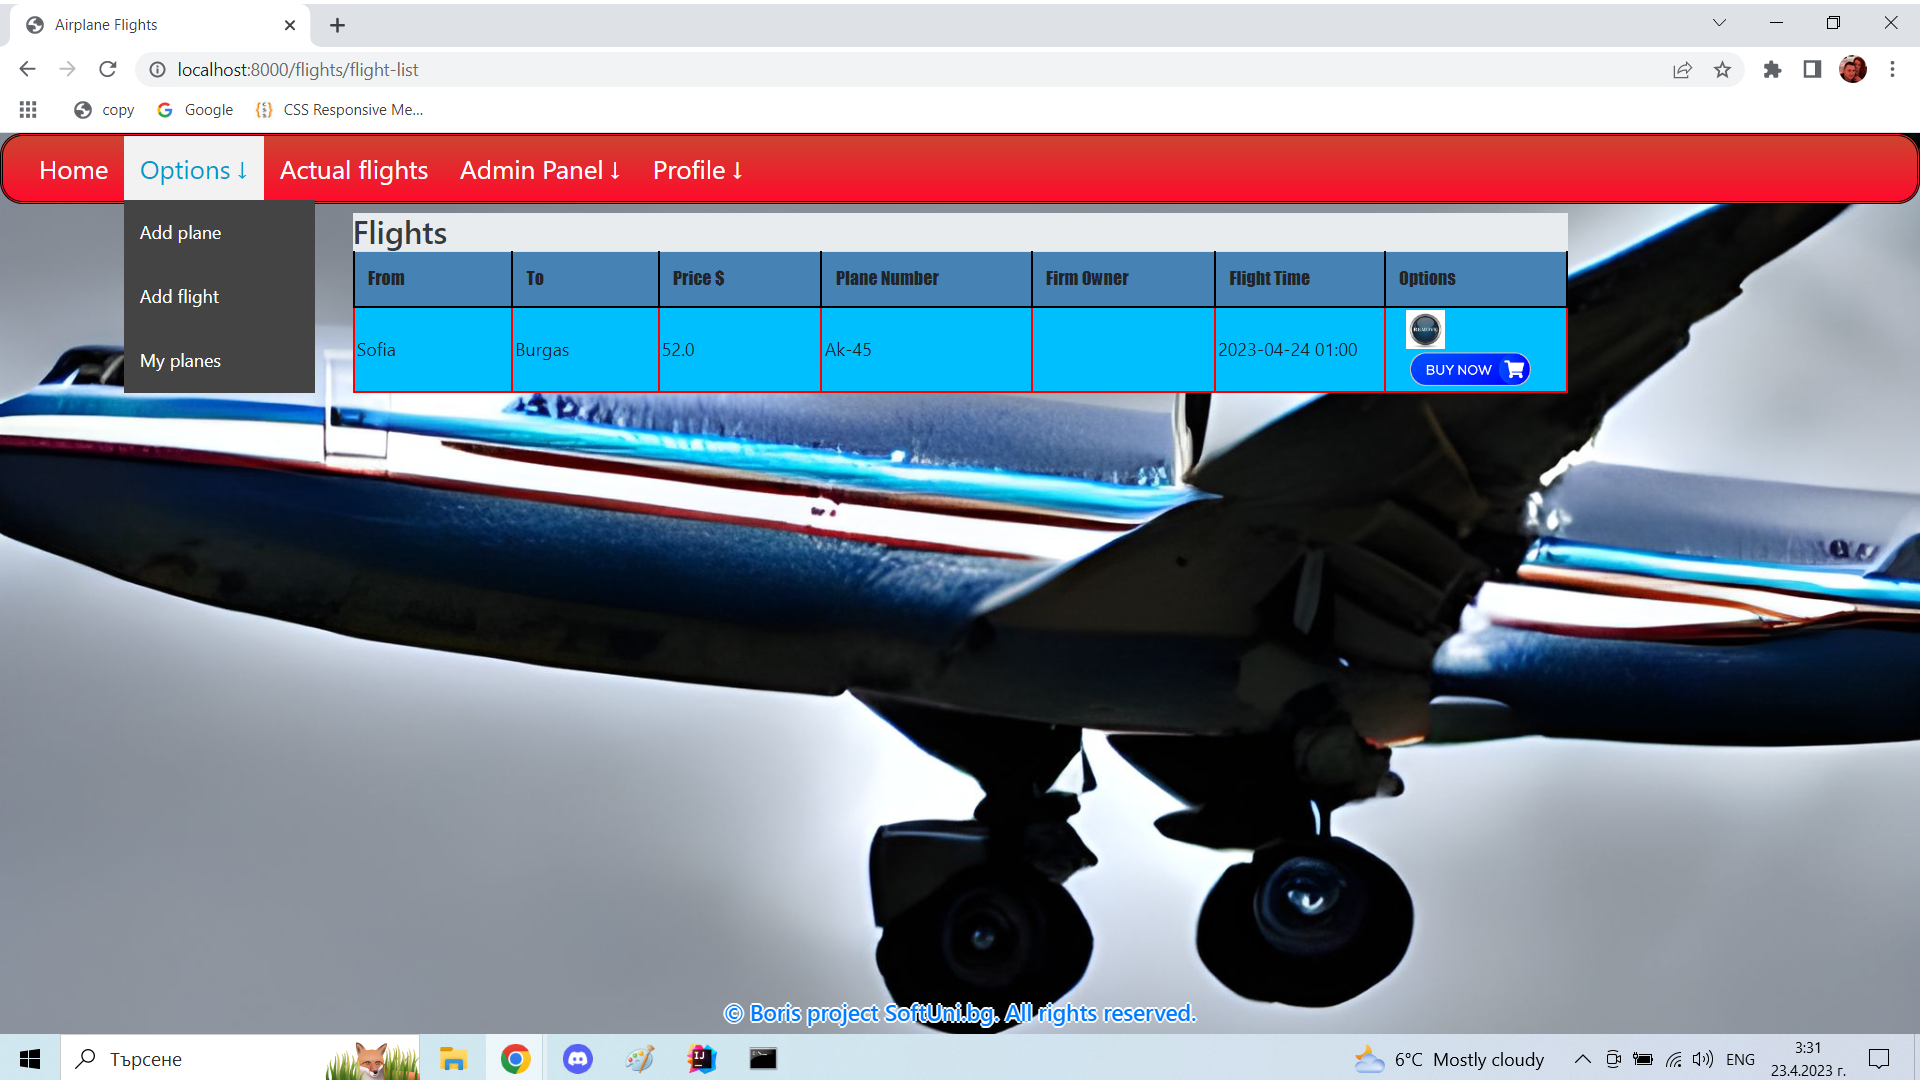 Airplane Flights
localhost:8000/flights/flight-list
copy Google CSS Responsive Me...
Home Options ↓ Actual flights Admin Panel ↓ Profile ↓
Add plane
Add flight
My planes
Flights
From To Price $ Plane Number Firm Owner Flight Time Options
Sofia Burgas 52.0 Ak-45 2023-04-24 01:00
REMOVE
BUY NOW
© Boris project SoftUni.bg. All rights reserved.
Търсене
6°C Mostly cloudy
ENG
3:31
23.4.2023 г.